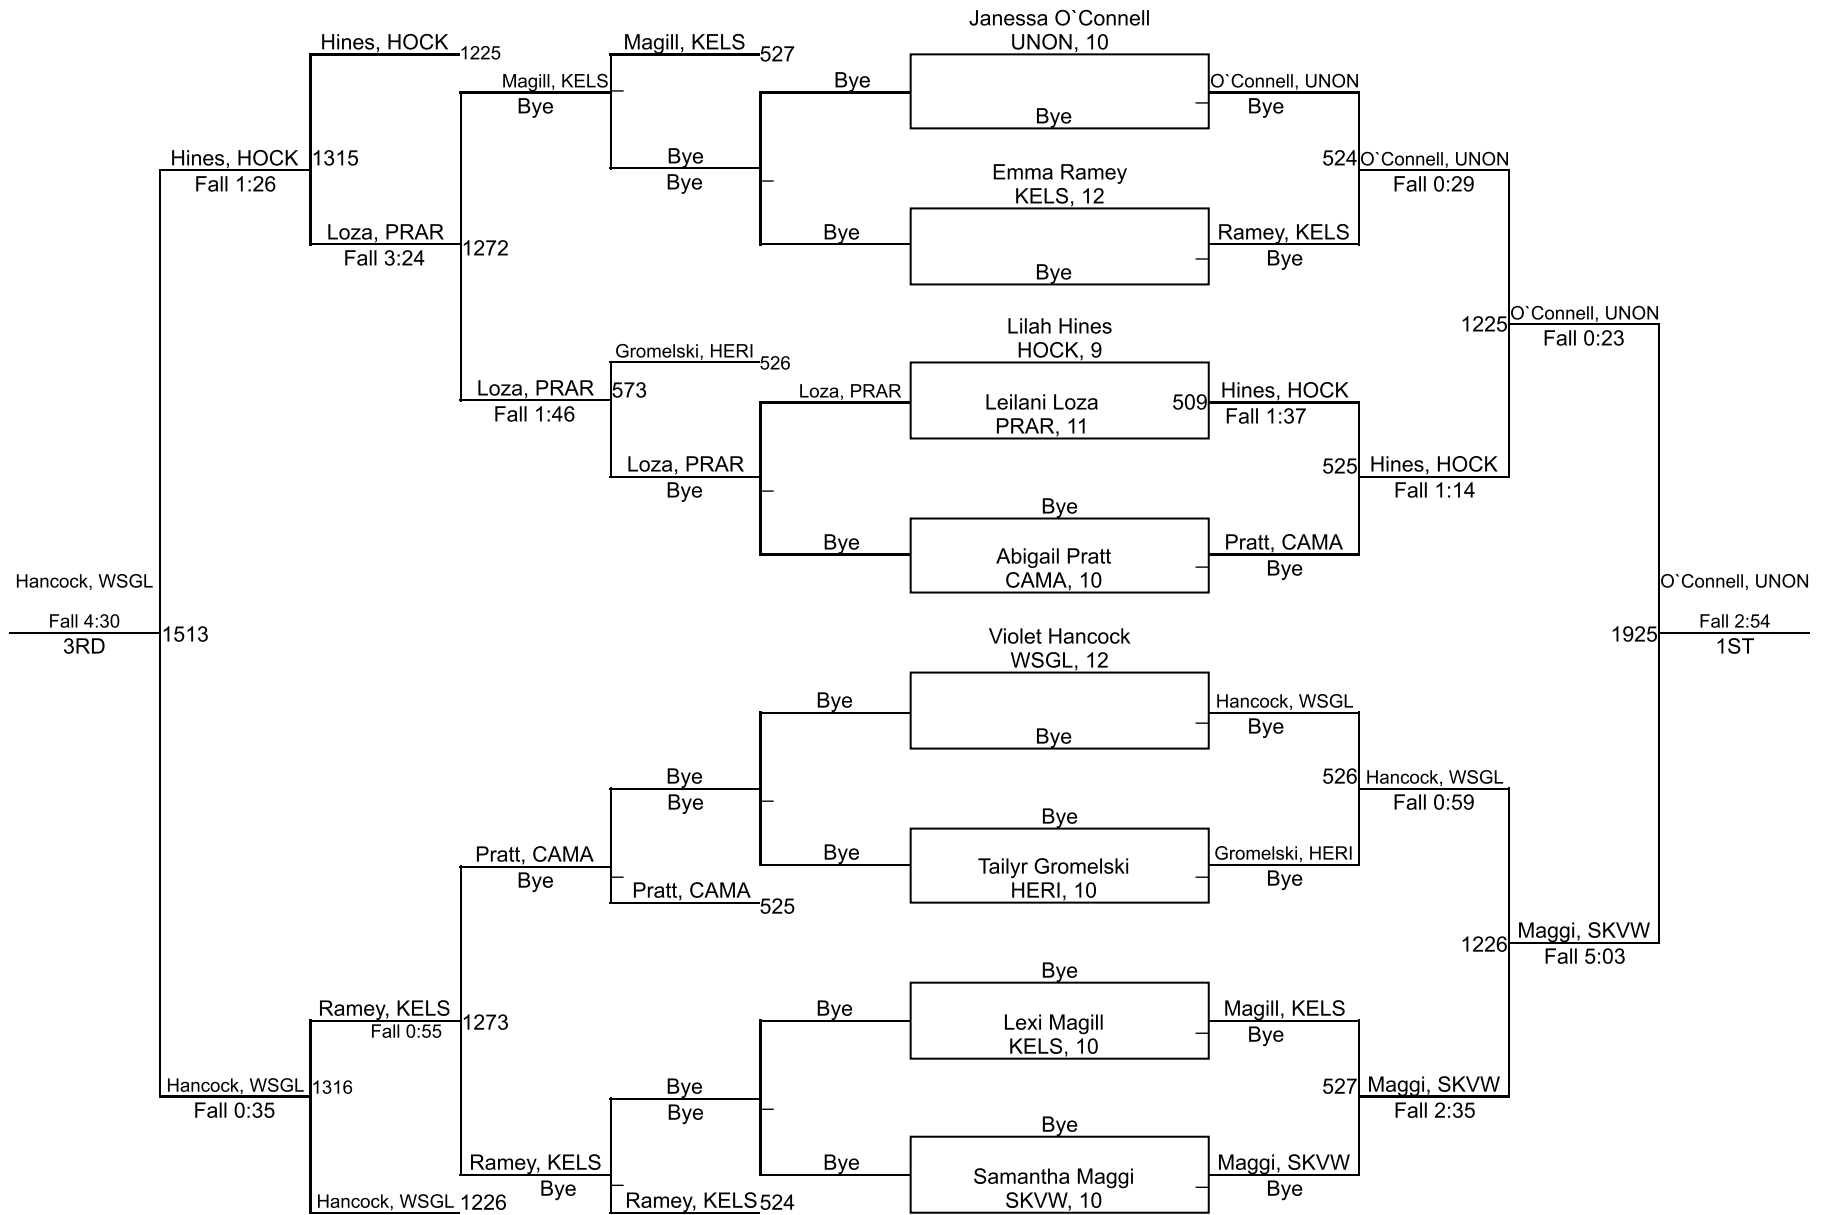 Janessa O`Connell
UNON, 10
Hines, HOCK
1225
Magill, KELS
527
Magill, KELS
Bye
Bye
O`Connell, UNON
Bye
Bye
Hines, HOCK
1315
Fall 1:26
Bye
Bye
Emma Ramey
KELS, 12
524
O`Connell, UNON
Fall 0:29
Loza, PRAR
1272
Fall 3:24
Bye
Bye
Ramey, KELS
Bye
Lilah Hines
HOCK, 9
1225
O`Connell, UNON
Fall 0:23
Gromelski, HERI
526
Loza, PRAR
573
Fall 1:46
Loza, PRAR
Leilani Loza
PRAR, 11
509
Hines, HOCK
Fall 1:37
Loza, PRAR
Bye
525
Hines, HOCK
Fall 1:14
Bye
Bye
Abigail Pratt
CAMA, 10
Pratt, CAMA
Bye
Hancock, WSGL
Fall 4:30
3RD
1513
O`Connell, UNON
1925
Fall 2:54
1ST
Violet Hancock
WSGL, 12
Bye
Bye
Hancock, WSGL
Bye
Bye
Bye
526
Hancock, WSGL
Fall 0:59
Bye
Bye
Tailyr Gromelski
HERI, 10
Gromelski, HERI
Bye
Pratt, CAMA
Bye
Pratt, CAMA
525
1226
Maggi, SKVW
Fall 5:03
Bye
Ramey, KELS
Fall 0:55
1273
Bye
Lexi Magill
KELS, 10
Magill, KELS
Bye
Hancock, WSGL
1316
Fall 0:35
Bye
Bye
527
Maggi, SKVW
Fall 2:35
Bye
Ramey, KELS
Bye
Bye
Samantha Maggi
SKVW, 10
Maggi, SKVW
Bye
Hancock, WSGL
1226
Ramey, KELS
524